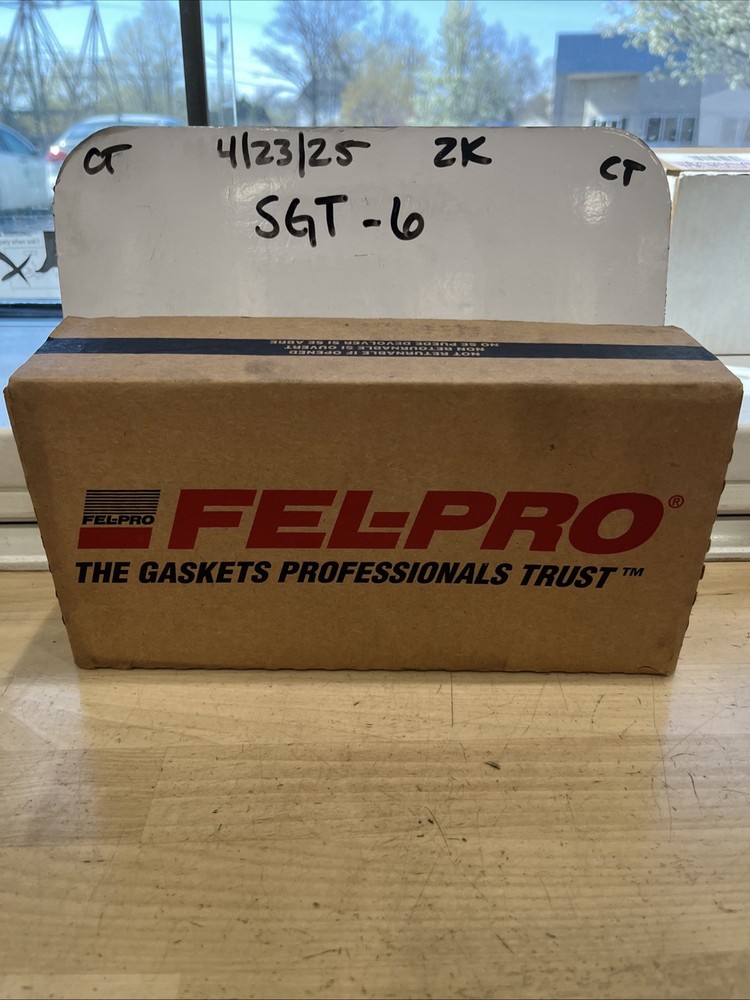 CT 4/23/25 2K CT
SGT-6
NOT RETURNABLE IF OPENED
NON RETOURNABLE SI OUVERT
NO SE PUEDE DEVOLVER SI SE ABRE
FEL-PRO
FEL-PRO®
THE GASKETS PROFESSIONALS TRUST™